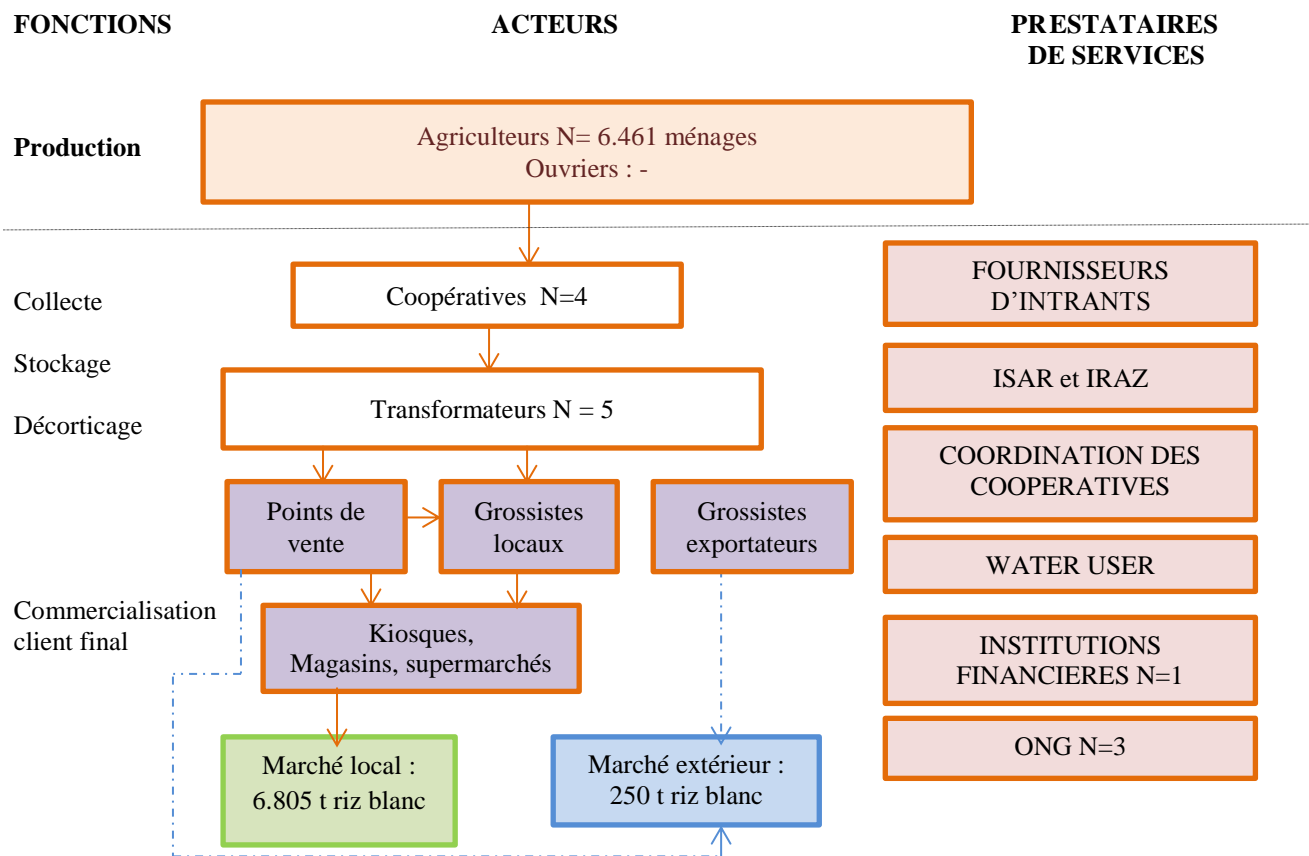 FONCTIONS
ACTEURS
PRESTATAIRES
DE SERVICES
Production
Agriculteurs N= 6.461 ménages
Ouvriers : -
Collecte
Stockage
Décorticage
Coopératives N=4
Transformateurs N = 5
Points de
vente
Grossistes
locaux
Grossistes
exportateurs
Commercialisation
client final
Kiosques,
Magasins, supermarchés
Marché local :
6.805 t riz blanc
Marché extérieur :
250 t riz blanc
FOURNISSEURS
D’INTRANTS
ISAR et IRAZ
COORDINATION DES
COOPERATIVES
WATER USER
INSTITUTIONS
FINANCIERES N=1
ONG N=3